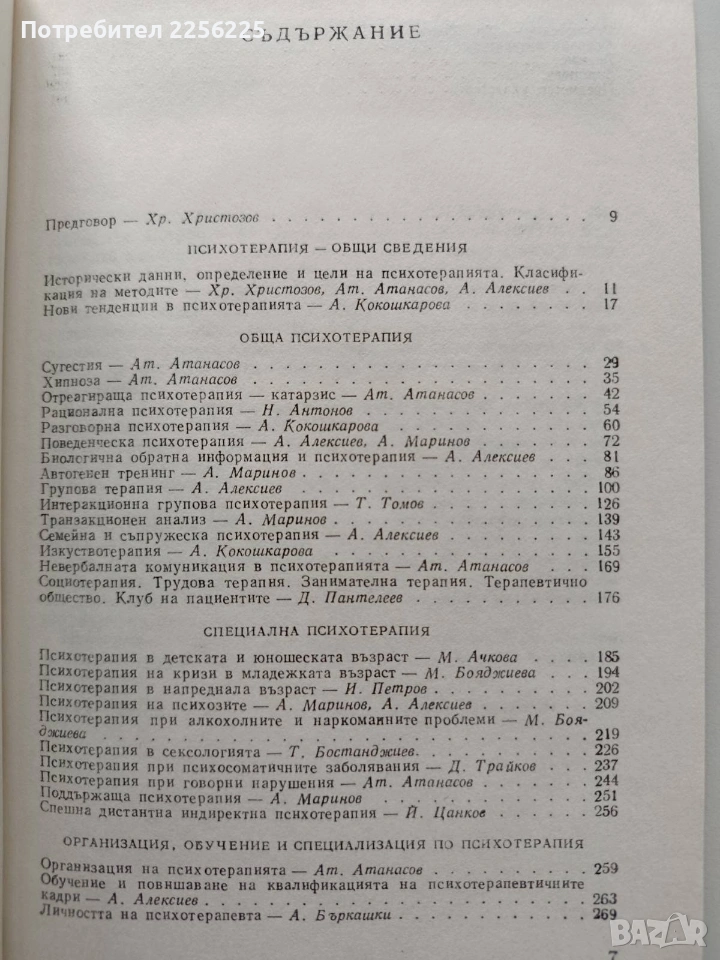 Потребител 2256225
СЪДЪРЖАНИЕ
Предговор — Хр. Христозов . . . . . . . . . . . . . . . . . . . . 9
ПСИХОТЕРАПИЯ — ОБЩИ СВЕДЕНИЯ
Исторически данни, определение и цели на психотерапията. Класифи-
кация на методите — Хр. Христозов, Ат. Атанасов, А. Алексиев . . 11
Нови тенденции в психотерапията — А. Кокошкарова . . . . . . . . 17
ОБЩА ПСИХОТЕРАПИЯ
Сугестия — Ат. Атанасов . . . . . . . . . . . . . . . . . . . . 29
Хипноза — Ат. Атанасов . . . . . . . . . . . . . . . . . . . . 35
Отреагираща психотерапия — катарзис — Ат. Атанасов . . . . . . . 42
Рационална психотерапия — Н. Антонов . . . . . . . . . . . . . 54
Разговорна психотерапия — А. Кокошкарова . . . . . . . . . . . 60
Поведенческа психотерапия — А. Алексиев, А. Маринов . . . . . . . 72
Биологична обратна информация и психотерапия — А. Алексиев . . . 81
Автогенен тренинг — А. Маринов . . . . . . . . . . . . . . . . 86
Групова терапия — А. Алексиев . . . . . . . . . . . . . . . . 100
Интеракционна групова психотерапия — Т. Томов . . . . . . . . . 126
Транзакционен анализ — А. Маринов . . . . . . . . . . . . . . 139
Семейна и съпружеска психотерапия — А. Алексиев . . . . . . . . 143
Изкуствотерапия — А. Кокошкарова . . . . . . . . . . . . . . . 155
Невербалната комуникация в психотерапията — Ат. Атанасов . . . . 169
Социотерапия. Трудова терапия. Занимателна терапия. Терапевтично
общество. Клуб на пациентите — Д. Пантелеев . . . . . . . . . . 176
СПЕЦИАЛНА ПСИХОТЕРАПИЯ
Психотерапия в детската и юношеската възраст — М. Ачкова . . . . 185
Психотерапия на кризи в младежката възраст — М. Бояджиева . . . 194
Психотерапия в напреднала възраст — И. Петров . . . . . . . . . 202
Психотерапия на психозите — А. Маринов, А. Алексиев . . . . . . . 209
Психотерапия при алкохолните и наркоманните проблеми — М. Боя-
джиева . . . . . . . . . . . . . . . . . . . . . . . . . . . 219
Психотерапия в сексологията — Т. Бостанджиев. . . . . . . . . . 226
Психотерапия при психосоматичните заболявания — Д. Трайков . . . 237
Психотерапия при говорни нарушения — Ат. Атанасов . . . . . . . 244
Поддържаща психотерапия — А. Маринов . . . . . . . . . . . . . 251
Спешна дистантна индиректна психотерапия — Й. Цанков . . . . . . 256
ОРГАНИЗАЦИЯ, ОБУЧЕНИЕ И СПЕЦИАЛИЗАЦИЯ ПО ПСИХОТЕРАПИЯ
Организация на психотерапията — Ат. Атанасов . . . . . . . . . . 259
Обучение и повишаване на квалификацията на психотерапевтичните
кадри — А. Алексиев . . . . . . . . . . . . . . . . . . . . . 263
Личността на психотерапевта — А. Бъркашки . . . . . . . . . . . 269
7
BAZAR